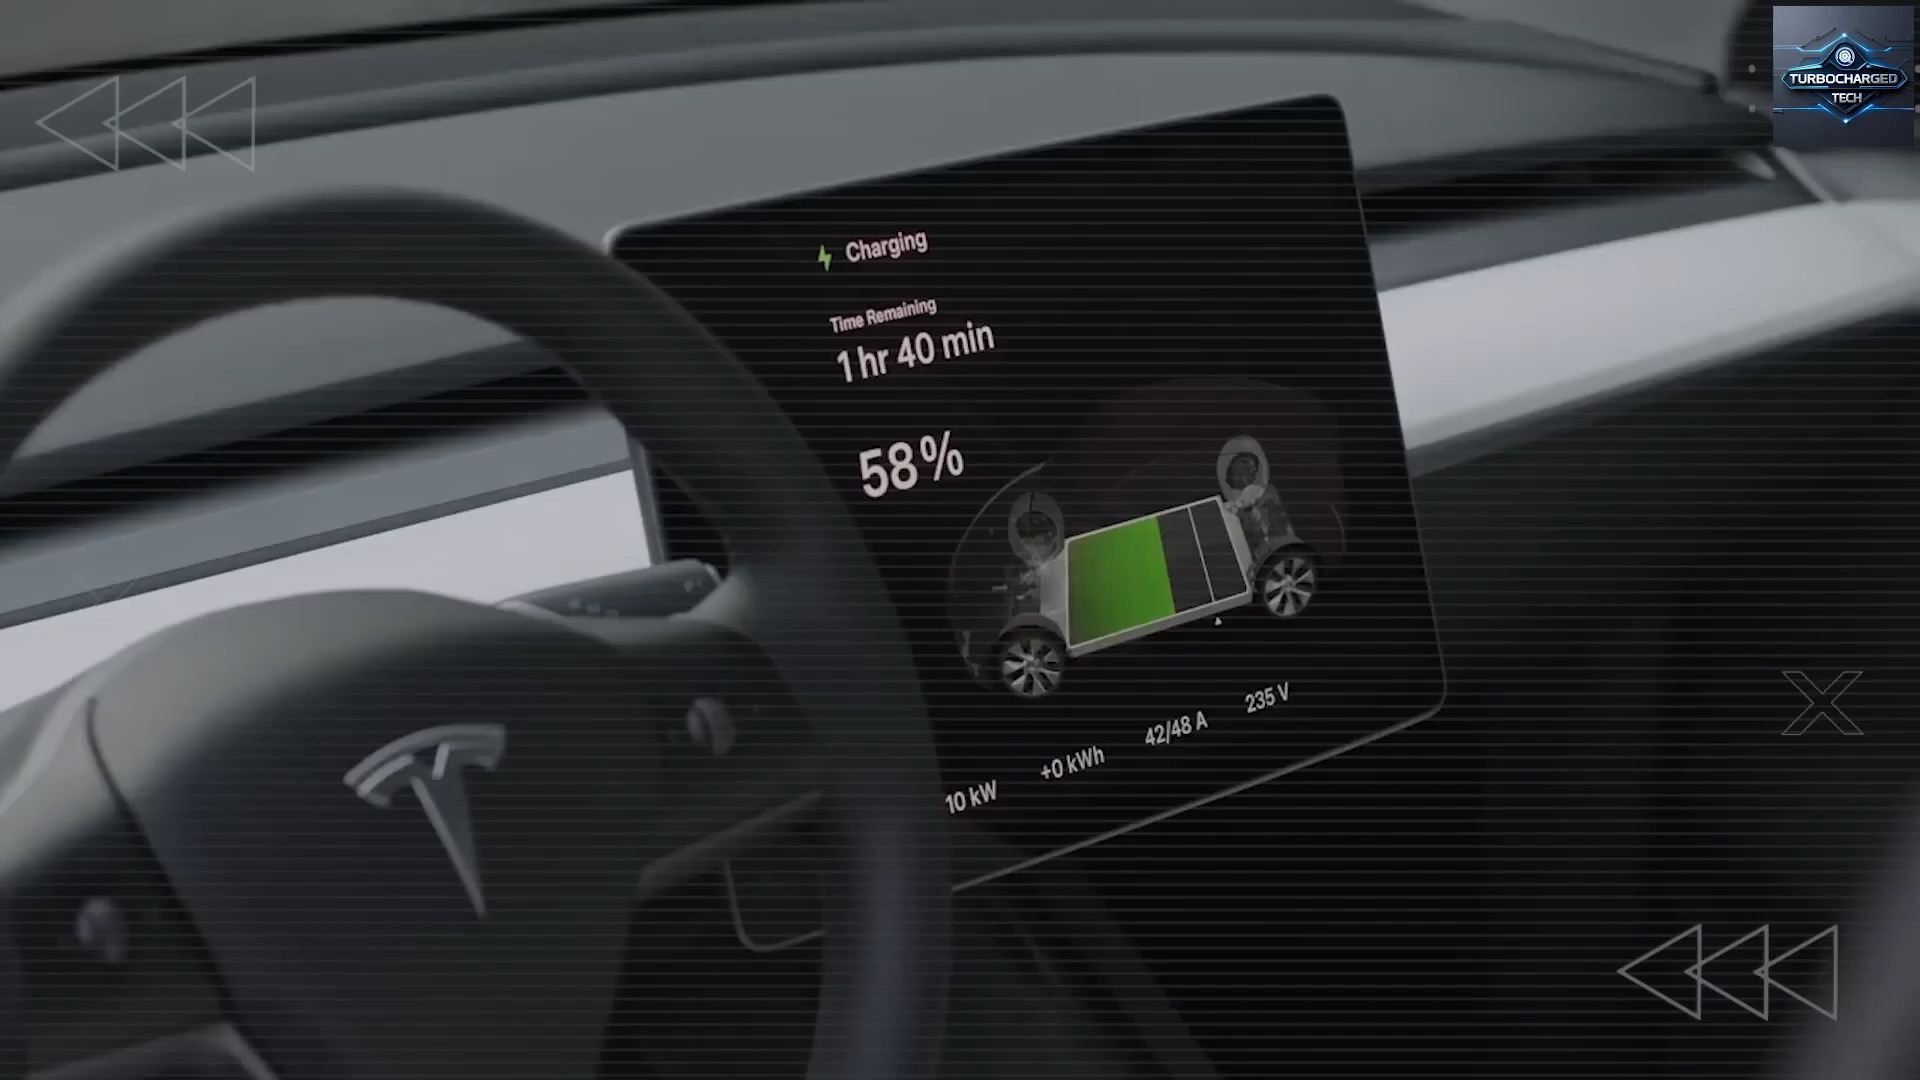 TURBOCHARGED
TECH
Charging
Time Remaining
1 hr 40 min
58%
10 kW
+0 kWh
42/48 A
235 V